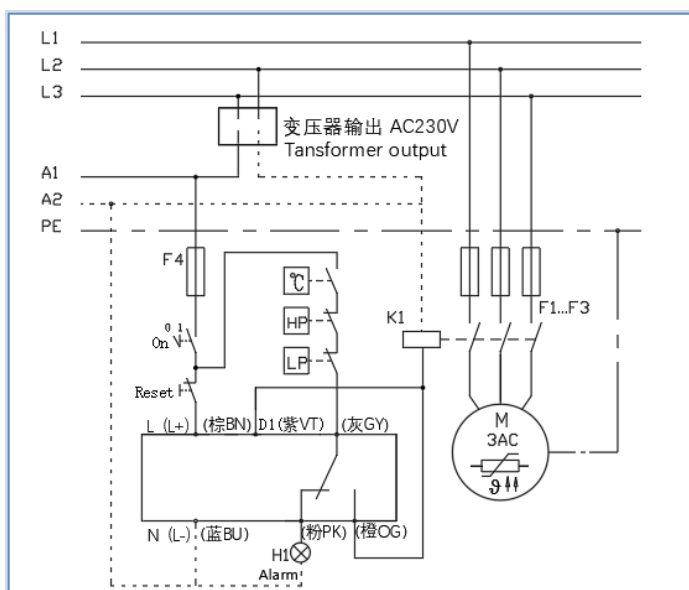 L1
L2
L3
变压器输出 AC230V
Tansformer output
A1
A2
PE
F4
℃
HP
LP
K1
F1...F3
0 1
On
Reset
M
3AC
ϑ
L (L+) (棕BN) D1(紫VT) (灰GY)
N (L-) (蓝BU) (粉PK) (橙OG)
H1
Alarm